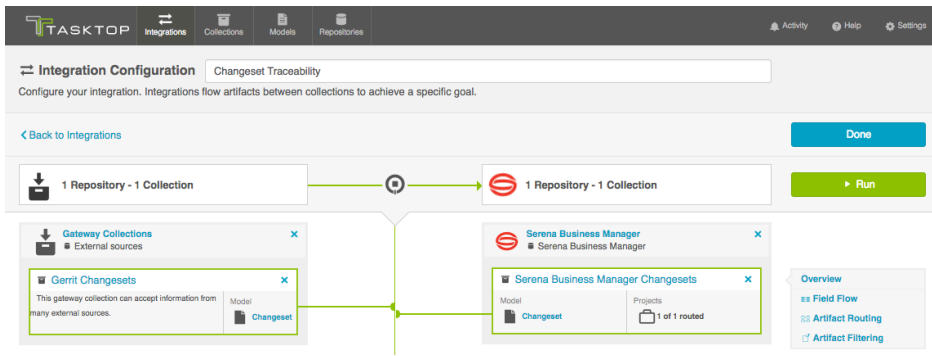 TASKTOP
Integrations
Collections
Models
Repositories
Activity
Help
Settings
Integration Configuration
Changeset Traceability
Configure your integration. Integrations flow artifacts between collections to achieve a specific goal.
Back to Integrations
Done
1 Repository - 1 Collection
1 Repository - 1 Collection
Run
Gateway Collections
External sources
Serena Business Manager
Serena Business Manager
Gerrit Changesets
This gateway collection can accept information from
many external sources.
Model
Changeset
Serena Business Manager Changesets
Model
Changeset
Projects
1 of 1 routed
Overview
Field Flow
Artifact Routing
Artifact Filtering